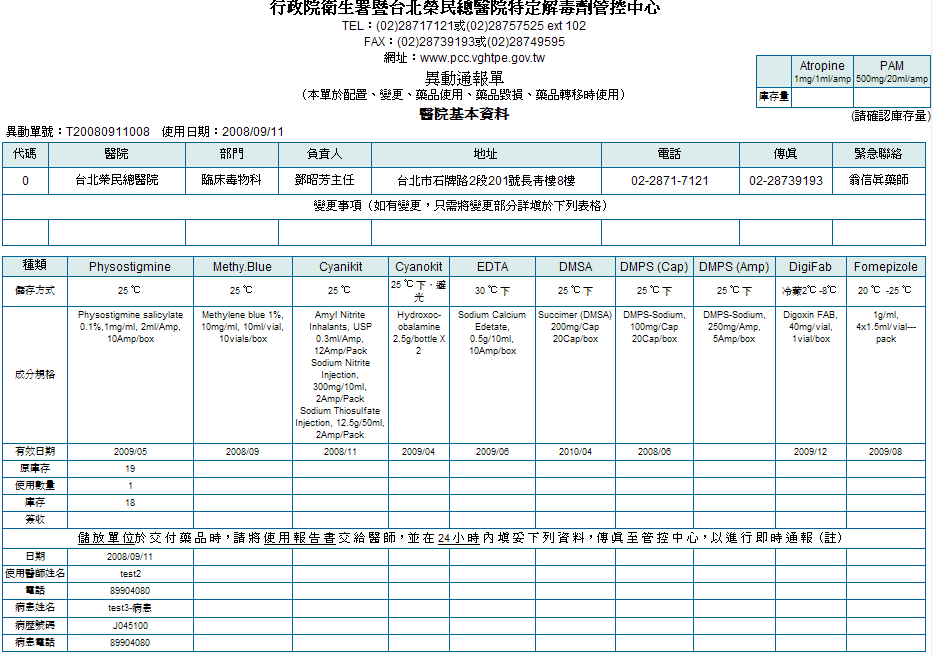 行政院衛生署暨台北榮民總醫院特定解毒劑管控中心
TEL：(02)28717121或(02)28757525 ext 102
FAX：(02)28739193或(02)28749595
網址：www.pcc.vghtpe.gov.tw
異動通報單
（本單於配置、變更、藥品使用、藥品毀損、藥品轉移時使用）
醫院基本資料
Atropine 1mg/1ml/amp PAM 500mg/20ml/amp
庫存量
(請確認庫存量)
異動單號：T20080911008 使用日期：2008/09/11
代碼 醫院 部門 負責人 地址 電話 傳真 緊急聯絡
0 台北榮民總醫院 臨床毒物科 鄧昭芳主任 台北市石牌路2段201號長青樓8樓 02-2871-7121 02-28739193 翁信兵藥師
變更事項（如有變更，只需將變更部分詳填於下列表格）
種類 Physostigmine Methy.Blue Cyanikit Cyanokit EDTA DMSA DMPS (Cap) DMPS (Amp) DigiFab Fomepizole
儲存方式 25 ℃ 25 ℃ 25 ℃ 25 ℃ 下，避光 30 ℃ 下 25 ℃ 下 25 ℃ 下 25 ℃ 下 冷藏2℃ -8℃ 20 ℃ -25 ℃
成分規格
Physostigmine salicylate
0.1%,1mg/ml, 2ml/Amp,
10Amp/box
Methylene blue 1%,
10mg/ml, 10ml/vial,
10vials/box
Amyl Nitrite
Inhalants, USP
0.3ml/Amp,
12Amp/Pack
Sodium Nitrite
Injection,
300mg/10ml,
2Amp/Pack
Sodium Thiosulfate
Injection, 12.5g/50ml,
2Amp/Pack
Hydroxoc-
obalamine
2.5g/bottle X
2
Sodium Calcium
Edetate,
0.5g/10ml,
10Amp/box
Succimer (DMSA)
200mg/Cap
20Cap/box
DMPS-Sodium,
100mg/Cap
20Cap/box
DMPS-Sodium,
250mg/Amp,
5Amp/box
Digoxin FAB,
40mg/vial,
1vial/box
1g/ml,
4x1.5ml/vial---
pack
有效日期 2009/05 2008/09 2008/11 2009/04 2009/06 2010/04 2008/06 2009/12 2009/08
原庫存 19
使用數量 1
庫存 18
簽收
儲放單位於交付藥品時，請將使用報告書交給醫師，並在24小時內填妥下列資料，傳真至管控中心，以進行即時通報（註）
日期 2008/09/11
使用醫師姓名 test2
電話 89904080
病患姓名 test3-病患
病歷號碼 J045100
病患電話 89904080